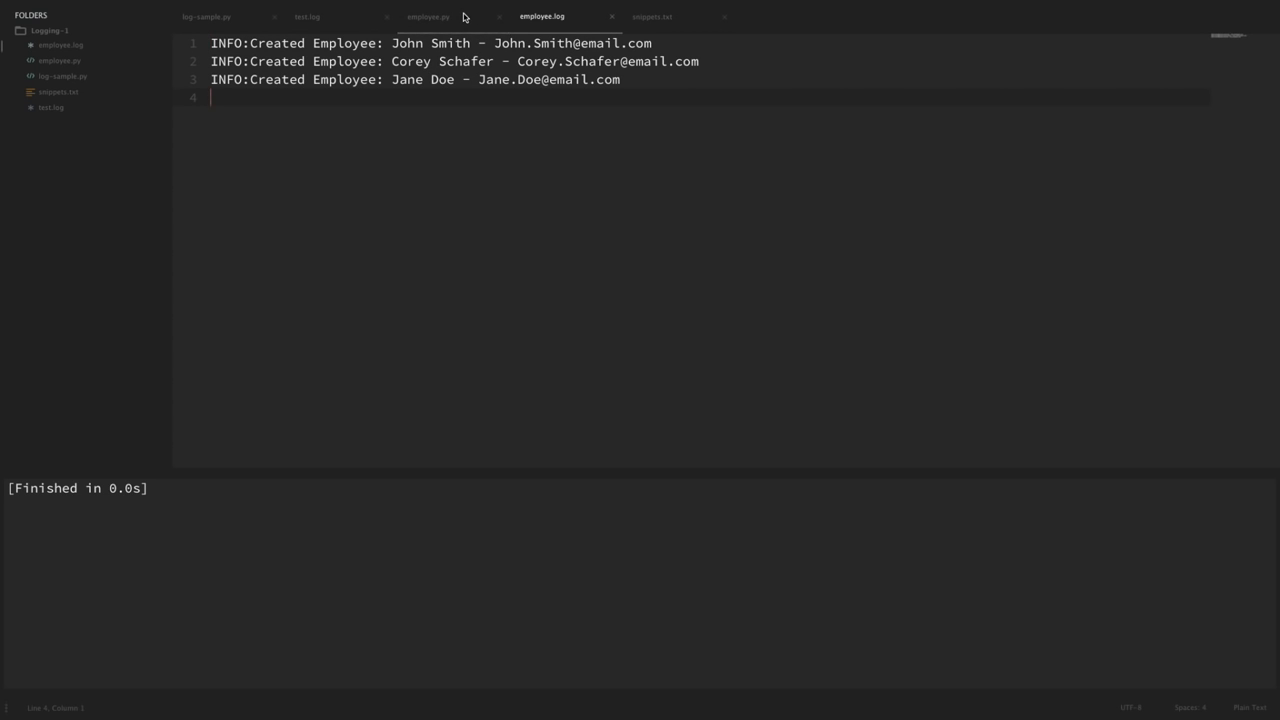 FOLDERS
Logging-1
employee.log
employee.py
log-sample.py
snippets.txt
test.log
log-sample.py × test.log × employee.py × employee.log × snippets.txt ×
1 INFO:Created Employee: John Smith - John.Smith@email.com
2 INFO:Created Employee: Corey Schafer - Corey.Schafer@email.com
3 INFO:Created Employee: Jane Doe - Jane.Doe@email.com
4
[Finished in 0.0s]
Line 4, Column 1 UTF-8 Spaces: 4 Plain Text